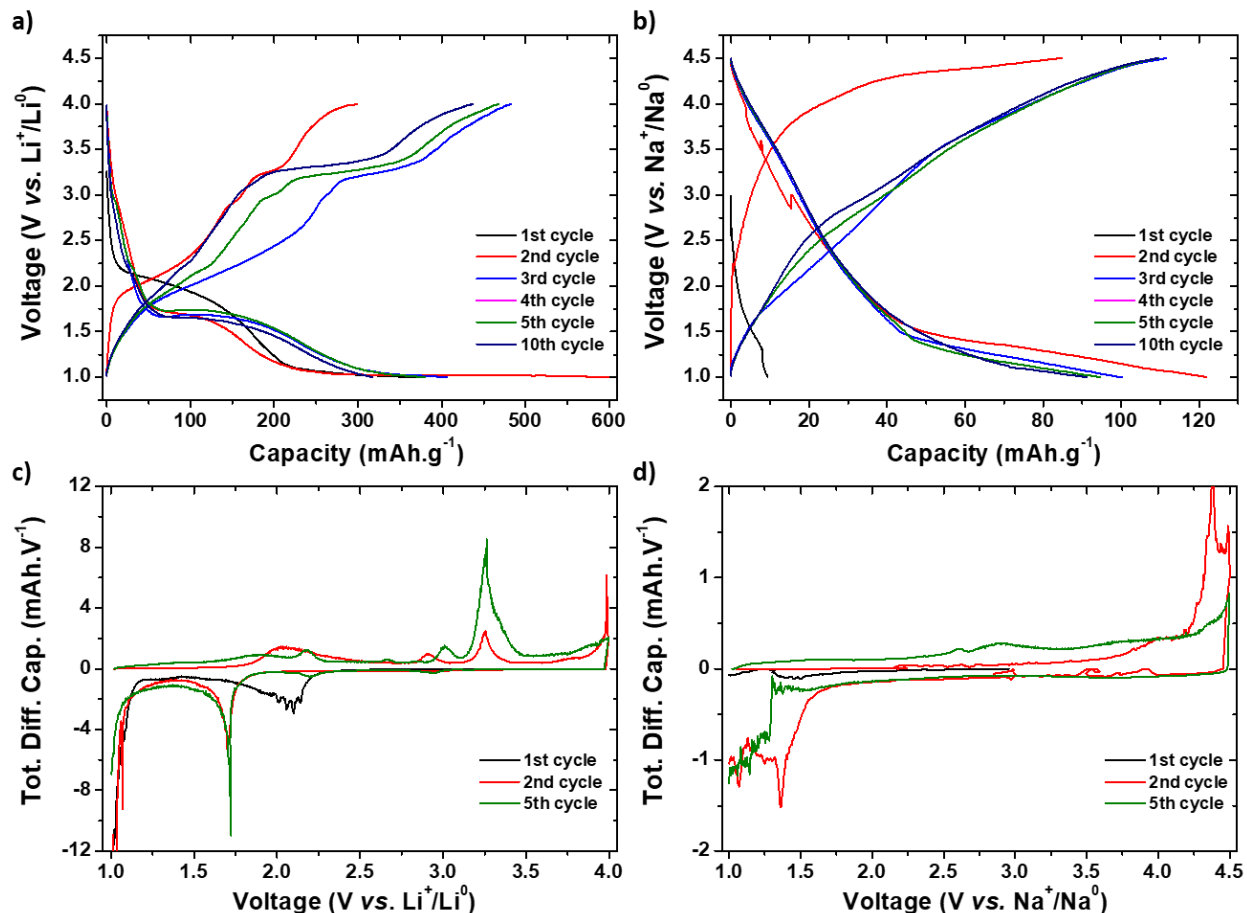 a)
4.5
4.0
3.5
3.0
2.5
2.0
1.5
1.0
Voltage (V vs. Li⁺/Li⁰)
0 100 200 300 400 500 600
Capacity (mAh.g⁻¹)
1st cycle
2nd cycle
3rd cycle
4th cycle
5th cycle
10th cycle
b)
4.5
4.0
3.5
3.0
2.5
2.0
1.5
1.0
Voltage (V vs. Na⁺/Na⁰)
0 20 40 60 80 100 120
Capacity (mAh.g⁻¹)
1st cycle
2nd cycle
3rd cycle
4th cycle
5th cycle
10th cycle
c)
12
8
4
0
-4
-8
-12
Tot. Diff. Cap. (mAh.V⁻¹)
1.0 1.5 2.0 2.5 3.0 3.5 4.0
Voltage (V vs. Li⁺/Li⁰)
1st cycle
2nd cycle
5th cycle
d)
2
1
0
-1
-2
Tot. Diff. Cap. (mAh.V⁻¹)
1.0 1.5 2.0 2.5 3.0 3.5 4.0 4.5
Voltage (V vs. Na⁺/Na⁰)
1st cycle
2nd cycle
5th cycle